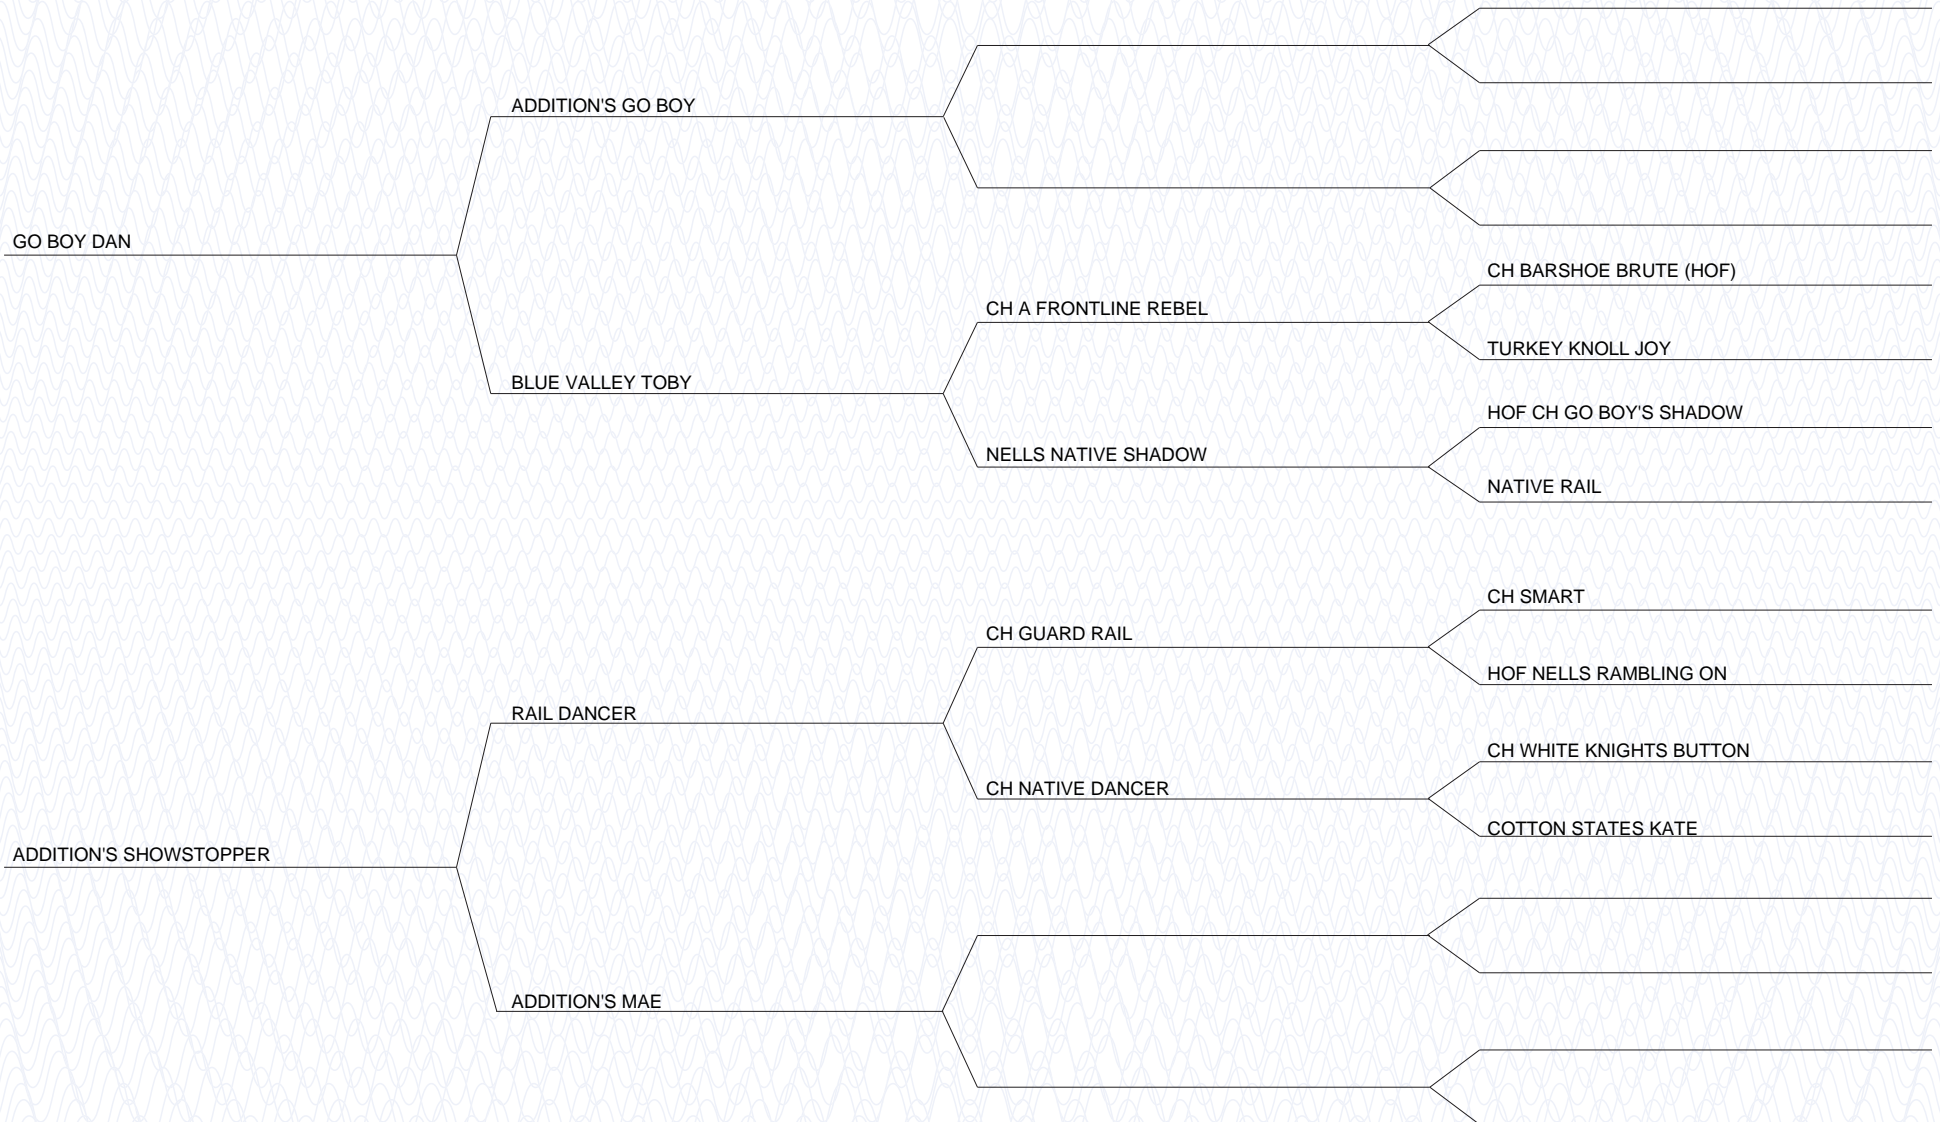 ADDITION'S GO BOY
GO BOY DAN
CH BARSHOE BRUTE (HOF)
CH A FRONTLINE REBEL
TURKEY KNOLL JOY
BLUE VALLEY TOBY
HOF CH GO BOY'S SHADOW
NELLS NATIVE SHADOW
NATIVE RAIL
CH SMART
CH GUARD RAIL
HOF NELLS RAMBLING ON
RAIL DANCER
CH WHITE KNIGHTS BUTTON
CH NATIVE DANCER
COTTON STATES KATE
ADDITION'S SHOWSTOPPER
ADDITION'S MAE